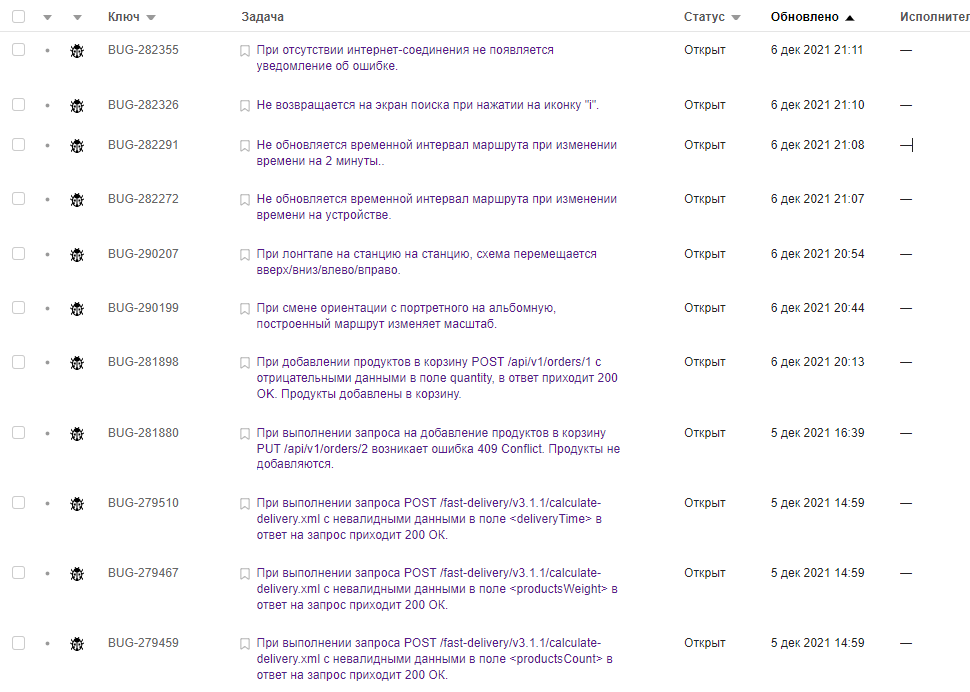 Ключ Задача Статус Обновлено Исполнител
BUG-282355 При отсутствии интернет-соединения не появляется Открыт 6 дек 2021 21:11 —
уведомление об ошибке.
BUG-282326 Не возвращается на экран поиска при нажатии на иконку "i". Открыт 6 дек 2021 21:10 —
BUG-282291 Не обновляется временной интервал маршрута при изменении Открыт 6 дек 2021 21:08 —
времени на 2 минуты..
BUG-282272 Не обновляется временной интервал маршрута при изменении Открыт 6 дек 2021 21:07 —
времени на устройстве.
BUG-290207 При лонгтапе на станцию на станцию, схема перемещается Открыт 6 дек 2021 20:54 —
вверх/вниз/влево/вправо.
BUG-290199 При смене ориентации с портретного на альбомную, Открыт 6 дек 2021 20:44 —
построенный маршрут изменяет масштаб.
BUG-281898 При добавлении продуктов в корзину POST /api/v1/orders/1 с Открыт 6 дек 2021 20:13 —
отрицательными данными в поле quantity, в ответ приходит 200
OK. Продукты добавлены в корзину.
BUG-281880 При выполнении запроса на добавление продуктов в корзину Открыт 5 дек 2021 16:39 —
PUT /api/v1/orders/2 возникает ошибка 409 Conflict. Продукты не
добавляются.
BUG-279510 При выполнении запроса POST /fast-delivery/v3.1.1/calculate- Открыт 5 дек 2021 14:59 —
delivery.xml с невалидными данными в поле <deliveryTime> в
ответ на запрос приходит 200 ОК.
BUG-279467 При выполнении запроса POST /fast-delivery/v3.1.1/calculate- Открыт 5 дек 2021 14:59 —
delivery.xml с невалидными данными в поле <productsWeight> в
ответ на запрос приходит 200 ОК.
BUG-279459 При выполнении запроса POST /fast-delivery/v3.1.1/calculate- Открыт 5 дек 2021 14:59 —
delivery.xml с невалидными данными в поле <productsCount> в
ответ на запрос приходит 200 ОК.